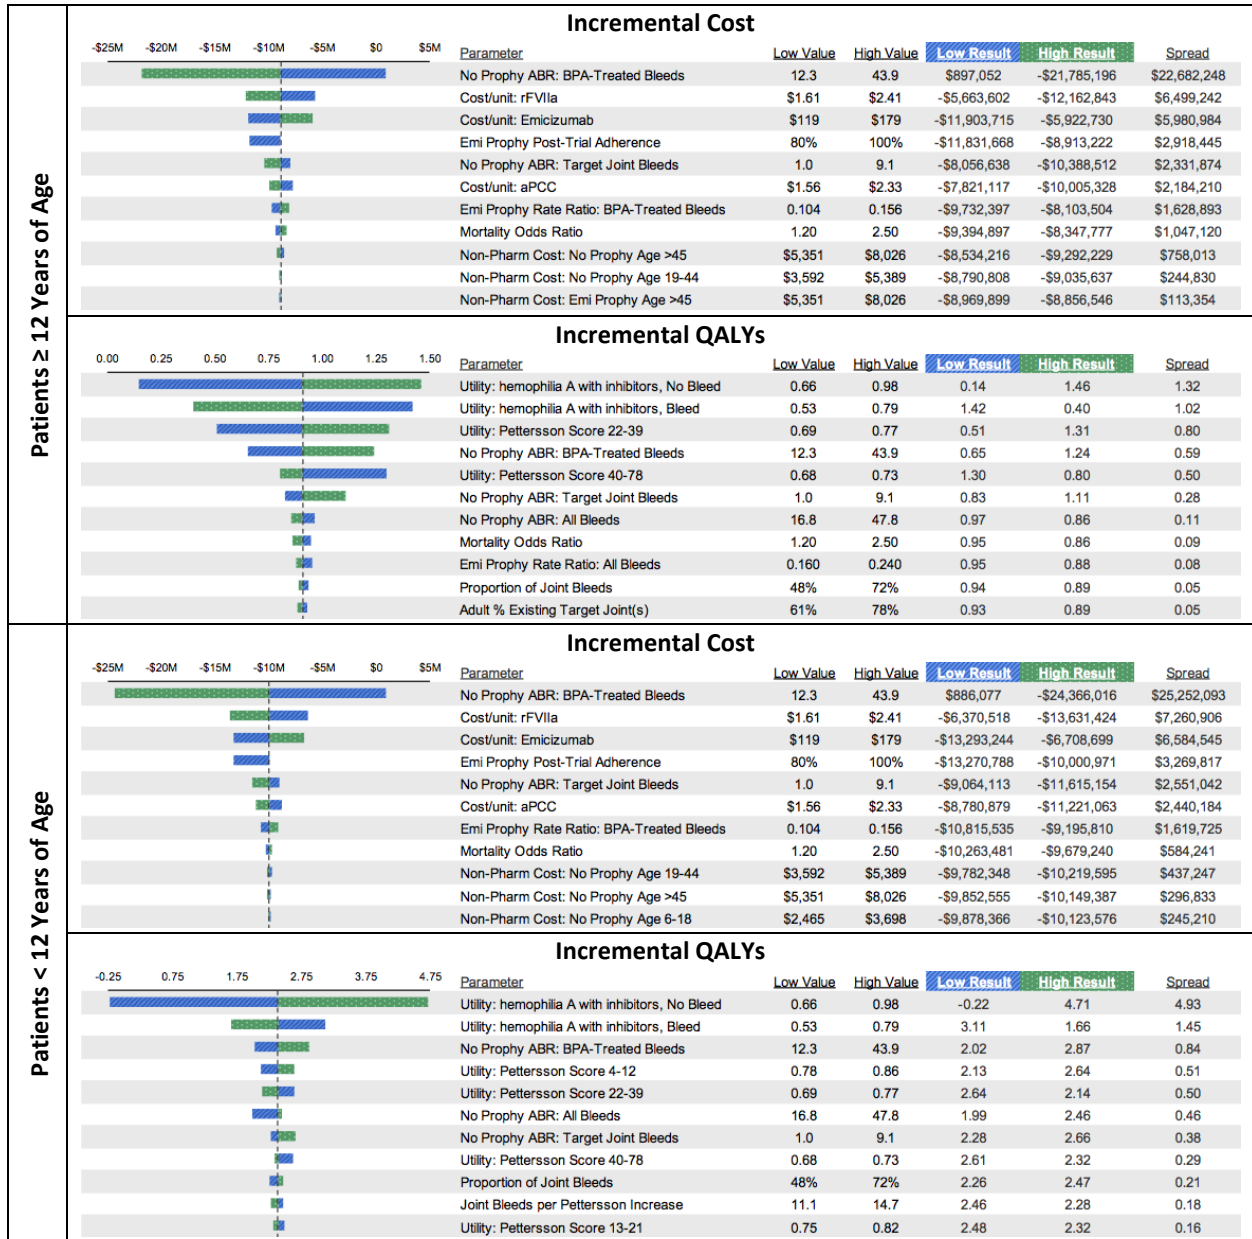 Patients ≥ 12 Years of Age
Incremental Cost
-$25M -$20M -$15M -$10M -$5M $0 $5M Parameter Low Value High Value Low Result High Result Spread
No Prophy ABR: BPA-Treated Bleeds 12.3 43.9 $897,052 -$21,785,196 $22,682,248
Cost/unit: rFVIIa $1.61 $2.41 -$5,663,602 -$12,162,843 $6,499,242
Cost/unit: Emicizumab $119 $179 -$11,903,715 -$5,922,730 $5,980,984
Emi Prophy Post-Trial Adherence 80% 100% -$11,831,668 -$8,913,222 $2,918,445
No Prophy ABR: Target Joint Bleeds 1.0 9.1 -$8,056,638 -$10,388,512 $2,331,874
Cost/unit: aPCC $1.56 $2.33 -$7,821,117 -$10,005,328 $2,184,210
Emi Prophy Rate Ratio: BPA-Treated Bleeds 0.104 0.156 -$9,732,397 -$8,103,504 $1,628,893
Mortality Odds Ratio 1.20 2.50 -$9,394,897 -$8,347,777 $1,047,120
Non-Pharm Cost: No Prophy Age >45 $5,351 $8,026 -$8,534,216 -$9,292,229 $758,013
Non-Pharm Cost: No Prophy Age 19-44 $3,592 $5,389 -$8,790,808 -$9,035,637 $244,830
Non-Pharm Cost: Emi Prophy Age >45 $5,351 $8,026 -$8,969,899 -$8,856,546 $113,354
Incremental QALYs
0.00 0.25 0.50 0.75 1.00 1.25 1.50 Parameter Low Value High Value Low Result High Result Spread
Utility: hemophilia A with inhibitors, No Bleed 0.66 0.98 0.14 1.46 1.32
Utility: hemophilia A with inhibitors, Bleed 0.53 0.79 1.42 0.40 1.02
Utility: Pettersson Score 22-39 0.69 0.77 0.51 1.31 0.80
No Prophy ABR: BPA-Treated Bleeds 12.3 43.9 0.65 1.24 0.59
Utility: Pettersson Score 40-78 0.68 0.73 1.30 0.80 0.50
No Prophy ABR: Target Joint Bleeds 1.0 9.1 0.83 1.11 0.28
No Prophy ABR: All Bleeds 16.8 47.8 0.97 0.86 0.11
Mortality Odds Ratio 1.20 2.50 0.95 0.86 0.09
Emi Prophy Rate Ratio: All Bleeds 0.160 0.240 0.95 0.88 0.08
Proportion of Joint Bleeds 48% 72% 0.94 0.89 0.05
Adult % Existing Target Joint(s) 61% 78% 0.93 0.89 0.05
Patients < 12 Years of Age
Incremental Cost
-$25M -$20M -$15M -$10M -$5M $0 $5M Parameter Low Value High Value Low Result High Result Spread
No Prophy ABR: BPA-Treated Bleeds 12.3 43.9 $886,077 -$24,366,016 $25,252,093
Cost/unit: rFVIIa $1.61 $2.41 -$6,370,518 -$13,631,424 $7,260,906
Cost/unit: Emicizumab $119 $179 -$13,293,244 -$6,708,699 $6,584,545
Emi Prophy Post-Trial Adherence 80% 100% -$13,270,788 -$10,000,971 $3,269,817
No Prophy ABR: Target Joint Bleeds 1.0 9.1 -$9,064,113 -$11,615,154 $2,551,042
Cost/unit: aPCC $1.56 $2.33 -$8,780,879 -$11,221,063 $2,440,184
Emi Prophy Rate Ratio: BPA-Treated Bleeds 0.104 0.156 -$10,815,535 -$9,195,810 $1,619,725
Mortality Odds Ratio 1.20 2.50 -$10,263,481 -$9,679,240 $584,241
Non-Pharm Cost: No Prophy Age 19-44 $3,592 $5,389 -$9,782,348 -$10,219,595 $437,247
Non-Pharm Cost: No Prophy Age >45 $5,351 $8,026 -$9,852,555 -$10,149,387 $296,833
Non-Pharm Cost: No Prophy Age 6-18 $2,465 $3,698 -$9,878,366 -$10,123,576 $245,210
Incremental QALYs
-0.25 0.75 1.75 2.75 3.75 4.75 Parameter Low Value High Value Low Result High Result Spread
Utility: hemophilia A with inhibitors, No Bleed 0.66 0.98 -0.22 4.71 4.93
Utility: hemophilia A with inhibitors, Bleed 0.53 0.79 3.11 1.66 1.45
No Prophy ABR: BPA-Treated Bleeds 12.3 43.9 2.02 2.87 0.84
Utility: Pettersson Score 4-12 0.78 0.86 2.13 2.64 0.51
Utility: Pettersson Score 22-39 0.69 0.77 2.64 2.14 0.50
No Prophy ABR: All Bleeds 16.8 47.8 1.99 2.46 0.46
No Prophy ABR: Target Joint Bleeds 1.0 9.1 2.28 2.66 0.38
Utility: Pettersson Score 40-78 0.68 0.73 2.61 2.32 0.29
Proportion of Joint Bleeds 48% 72% 2.26 2.47 0.21
Joint Bleeds per Pettersson Increase 11.1 14.7 2.46 2.28 0.18
Utility: Pettersson Score 13-21 0.75 0.82 2.48 2.32 0.16